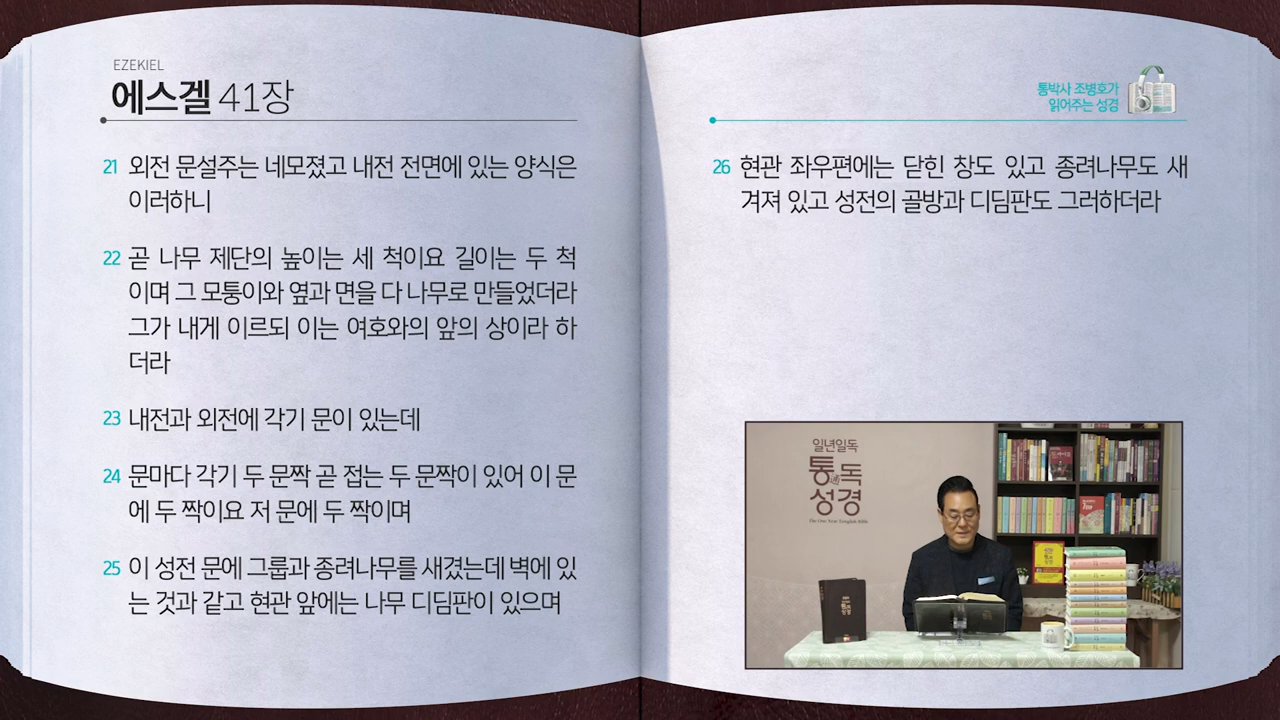 EZEKIEL
에스겔 41장
21 외전 문설주는 네모졌고 내전 전면에 있는 양식은
이러하니
22 곧 나무 제단의 높이는 세 척이요 길이는 두 척
이며 그 모퉁이와 옆과 면을 다 나무로 만들었더라
그가 내게 이르되 이는 여호와의 앞의 상이라 하
더라
23 내전과 외전에 각기 문이 있는데
24 문마다 각기 두 문짝 곧 접는 두 문짝이 있어 이 문
에 두 짝이요 저 문에 두 짝이며
25 이 성전 문에 그룹과 종려나무를 새겼는데 벽에 있
는 것과 같고 현관 앞에는 나무 디딤판이 있으며
통박사 조병호가
읽어주는 성경
26 현관 좌우편에는 닫힌 창도 있고 종려나무도 새
겨져 있고 성전의 골방과 디딤판도 그러하더라
일년일독
통독
성경
The One Year Tongdok Bible